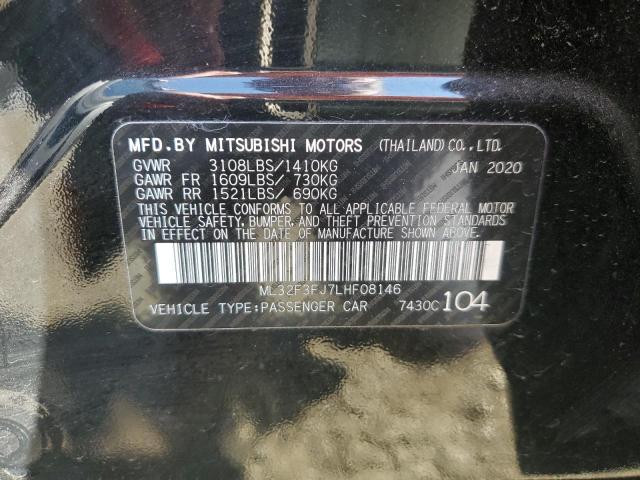 MFD. BY MITSUBISHI MOTORS (THAILAND) CO., LTD.
GVWR 3108LBS/1410KG JAN 2020
GAWR FR 1609LBS/ 730KG
GAWR RR 1521LBS/ 690KG
THIS VEHICLE CONFORMS TO ALL APPLICABLE FEDERAL MOTOR
VEHICLE SAFETY, BUMPER, AND THEFT PREVENTION STANDARDS
IN EFFECT ON THE DATE OF MANUFACTURE SHOWN ABOVE.
ML32F3FJ7LHF08146
VEHICLE TYPE:PASSENGER CAR 7430C 104